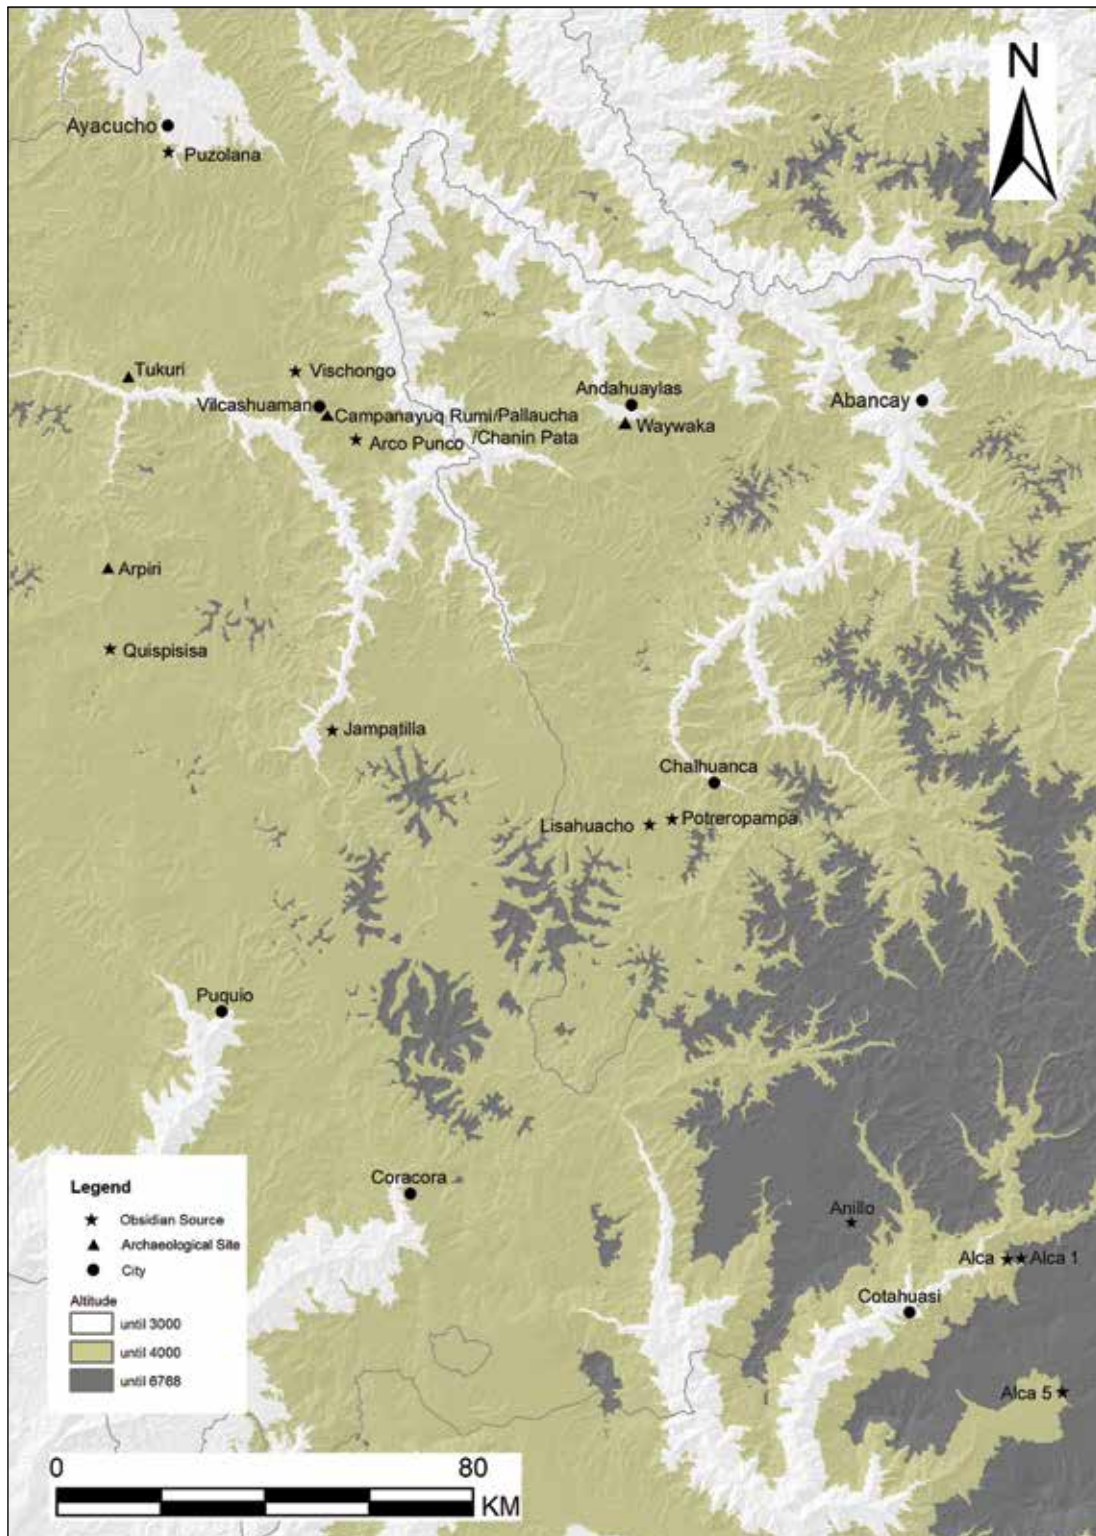 N
Ayacucho
Puzolana
Tukuri
Vischongo
Vilcashuaman
Campanayuq Rumi/Pallaucha
/Chanin Pata
Arco Punco
Andahuaylas
Waywaka
Abancay
Arpiri
Quispisisa
Jampatilla
Chalhuanca
Lisahuacho
Potreropampa
Puquio
Coracora
Anillo
Alca
Alca 1
Cotahuasi
Alca 5
Legend
Obsidian Source
Archaeological Site
City
Altitude
until 3000
until 4000
until 6768
0 80
KM